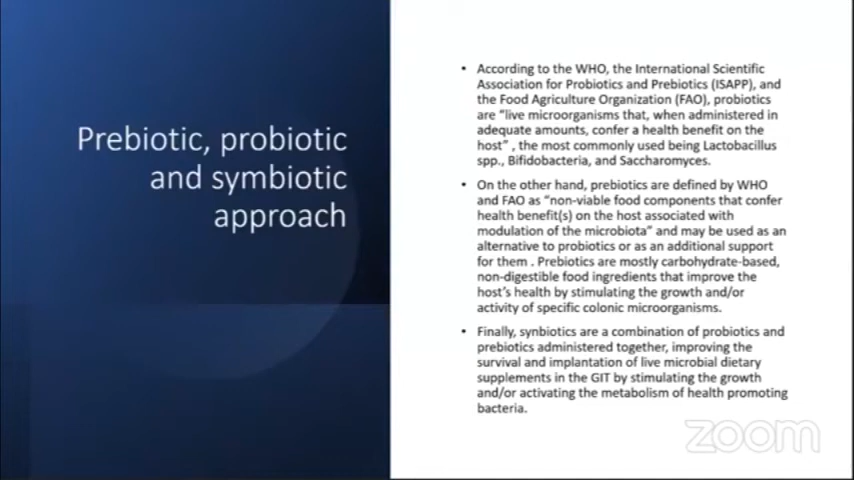 Prebiotic, probiotic
and symbiotic
approach
• According to the WHO, the International Scientific
Association for Probiotics and Prebiotics (ISAPP), and
the Food Agriculture Organization (FAO), probiotics
are “live microorganisms that, when administered in
adequate amounts, confer a health benefit on the
host” , the most commonly used being Lactobacillus
spp., Bifidobacteria, and Saccharomyces.
• On the other hand, prebiotics are defined by WHO
and FAO as “non-viable food components that confer
health benefit(s) on the host associated with
modulation of the microbiota” and may be used as an
alternative to probiotics or as an additional support
for them . Prebiotics are mostly carbohydrate-based,
non-digestible food ingredients that improve the
host’s health by stimulating the growth and/or
activity of specific colonic microorganisms.
• Finally, synbiotics are a combination of probiotics and
prebiotics administered together, improving the
survival and implantation of live microbial dietary
supplements in the GIT by stimulating the growth
and/or activating the metabolism of health promoting
bacteria.
zoom